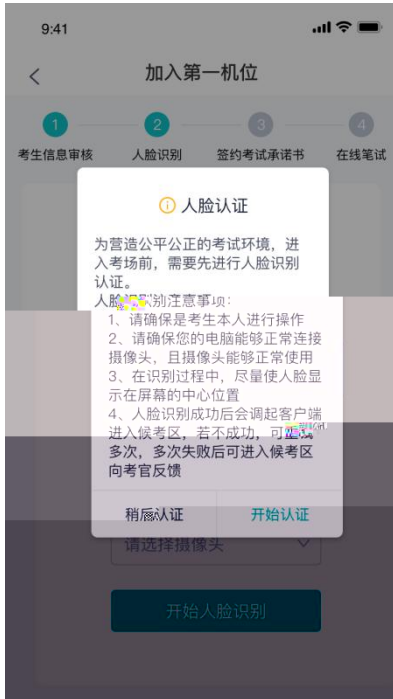 9:41
加入第一机位
1 2 3 4
考生信息审核 人脸识别 签约考试承诺书 在线笔试
人脸认证
为营造公平公正的考试环境，进
入考场前，需要先进行人脸识别
认证。
人脸 别注意事项：
1、请确保是考生本人进行操作
2、请确保您的电脑能够正常连接
摄像头，且摄像头能够正常使用
3、在识别过程中，尽量使人脸显
示在屏幕的中心位置
4、人脸识别成功后会调起客户端
进入候考区，若不成功，可
多次，多次失败后可进入候考区
向考官反馈
稍后认证 开始认证
请选择摄像头
开始人脸识别